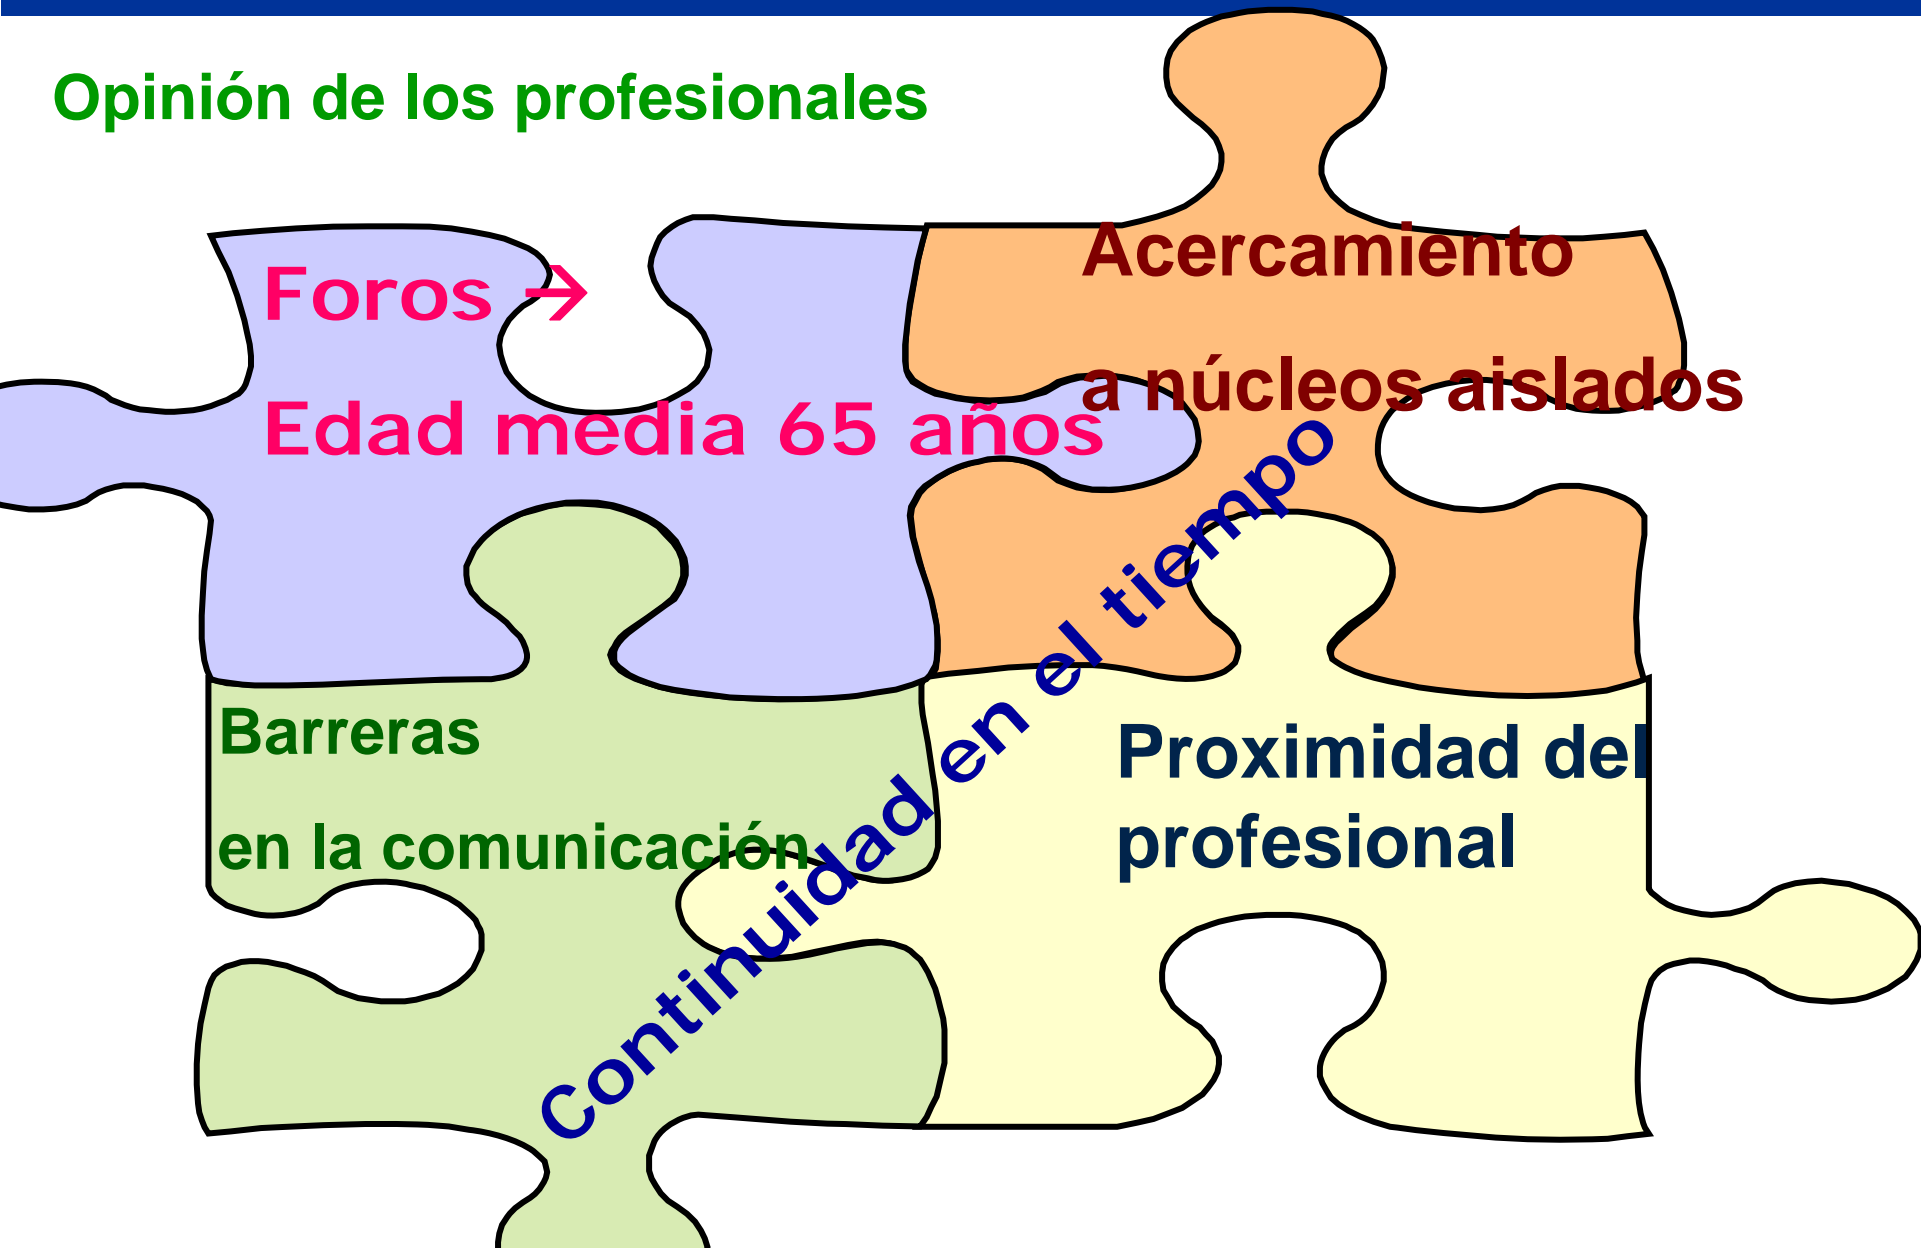 Opinión de los profesionales
Foros →
Edad media 65 años
Acercamiento
a núcleos aislados
Barreras
en la comunicación
Proximidad del
profesional
Continuidad en el tiempo